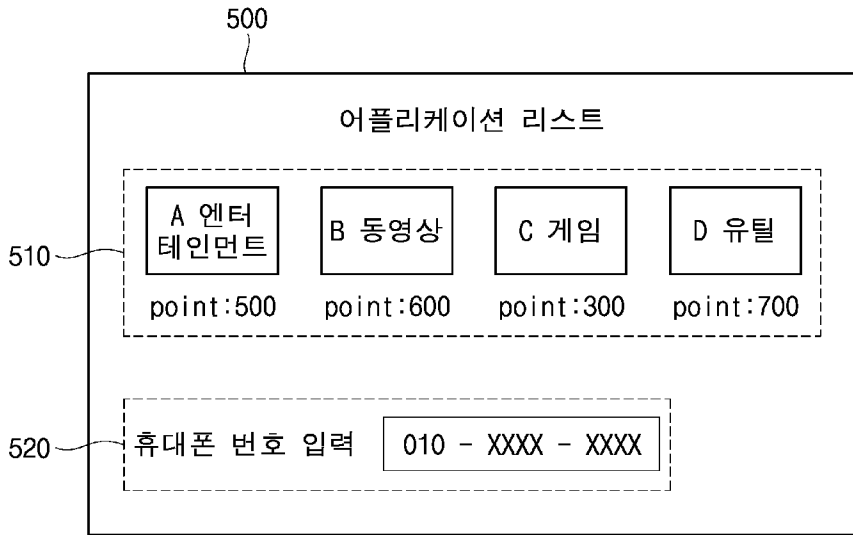 500
어플리케이션 리스트
510
A 엔터
테인먼트
B 동영상
C 게임
D 유틸
point:500
point:600
point:300
point:700
520
휴대폰 번호 입력
010 - XXXX - XXXX